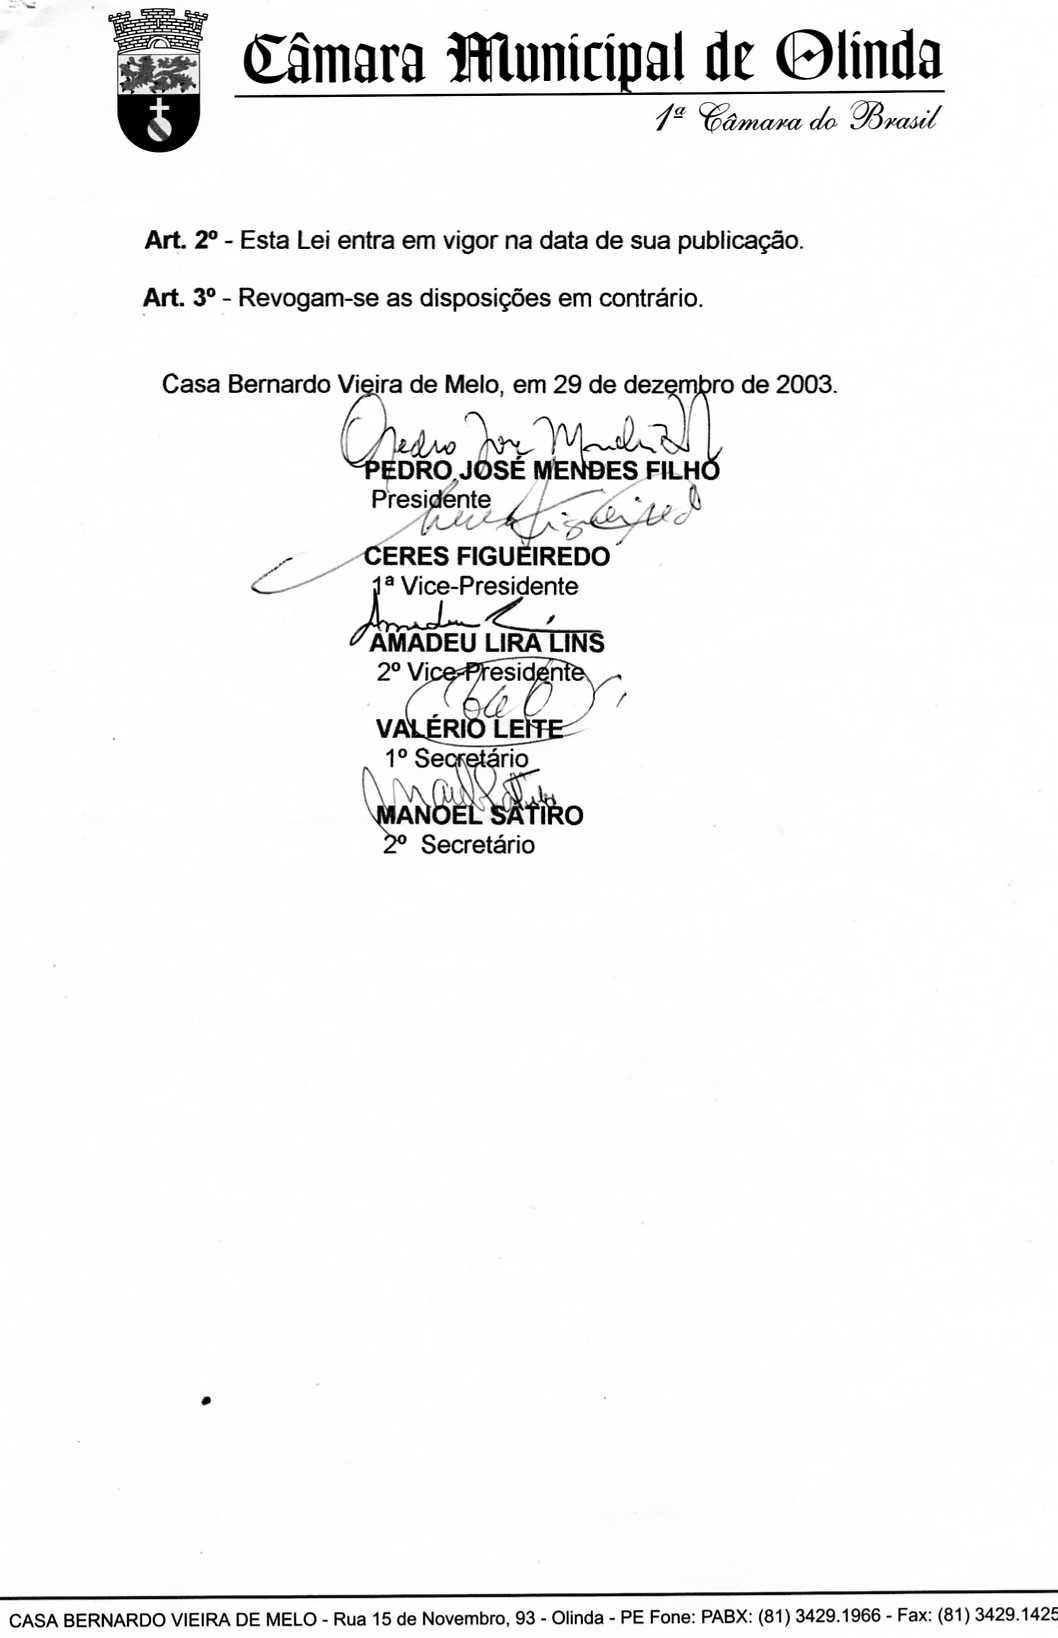 Câmara Municipal de Olinda
1ª Câmara do Brasil
Art. 2º - Esta Lei entra em vigor na data de sua publicação.
Art. 3º - Revogam-se as disposições em contrário.
Casa Bernardo Vieira de Melo, em 29 de dezembro de 2003.
Pedro José Mendes
PEDRO JOSÉ MENDES FILHO
Presidente
Ceres Figueiredo
CERES FIGUEIREDO
1ª Vice-Presidente
Amadeu
AMADEU LIRA LINS
2º Vice-Presidente
VALÉRIO LEITE
1º Secretário
Manoel Satiro
MANOEL SATIRO
2º Secretário
CASA BERNARDO VIEIRA DE MELO - Rua 15 de Novembro, 93 - Olinda - PE Fone: PABX: (81) 3429.1966 - Fax: (81) 3429.1425